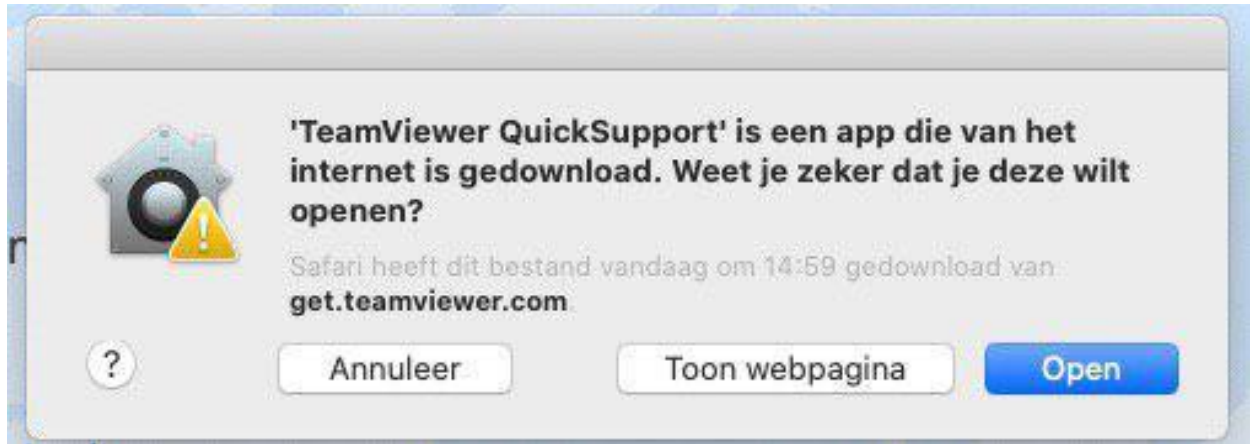 'TeamViewer QuickSupport' is een app die van het
internet is gedownload. Weet je zeker dat je deze wilt
openen?
Safari heeft dit bestand vandaag om 14:59 gedownload van
get.teamviewer.com
?
Annuleer
Toon webpagina
Open